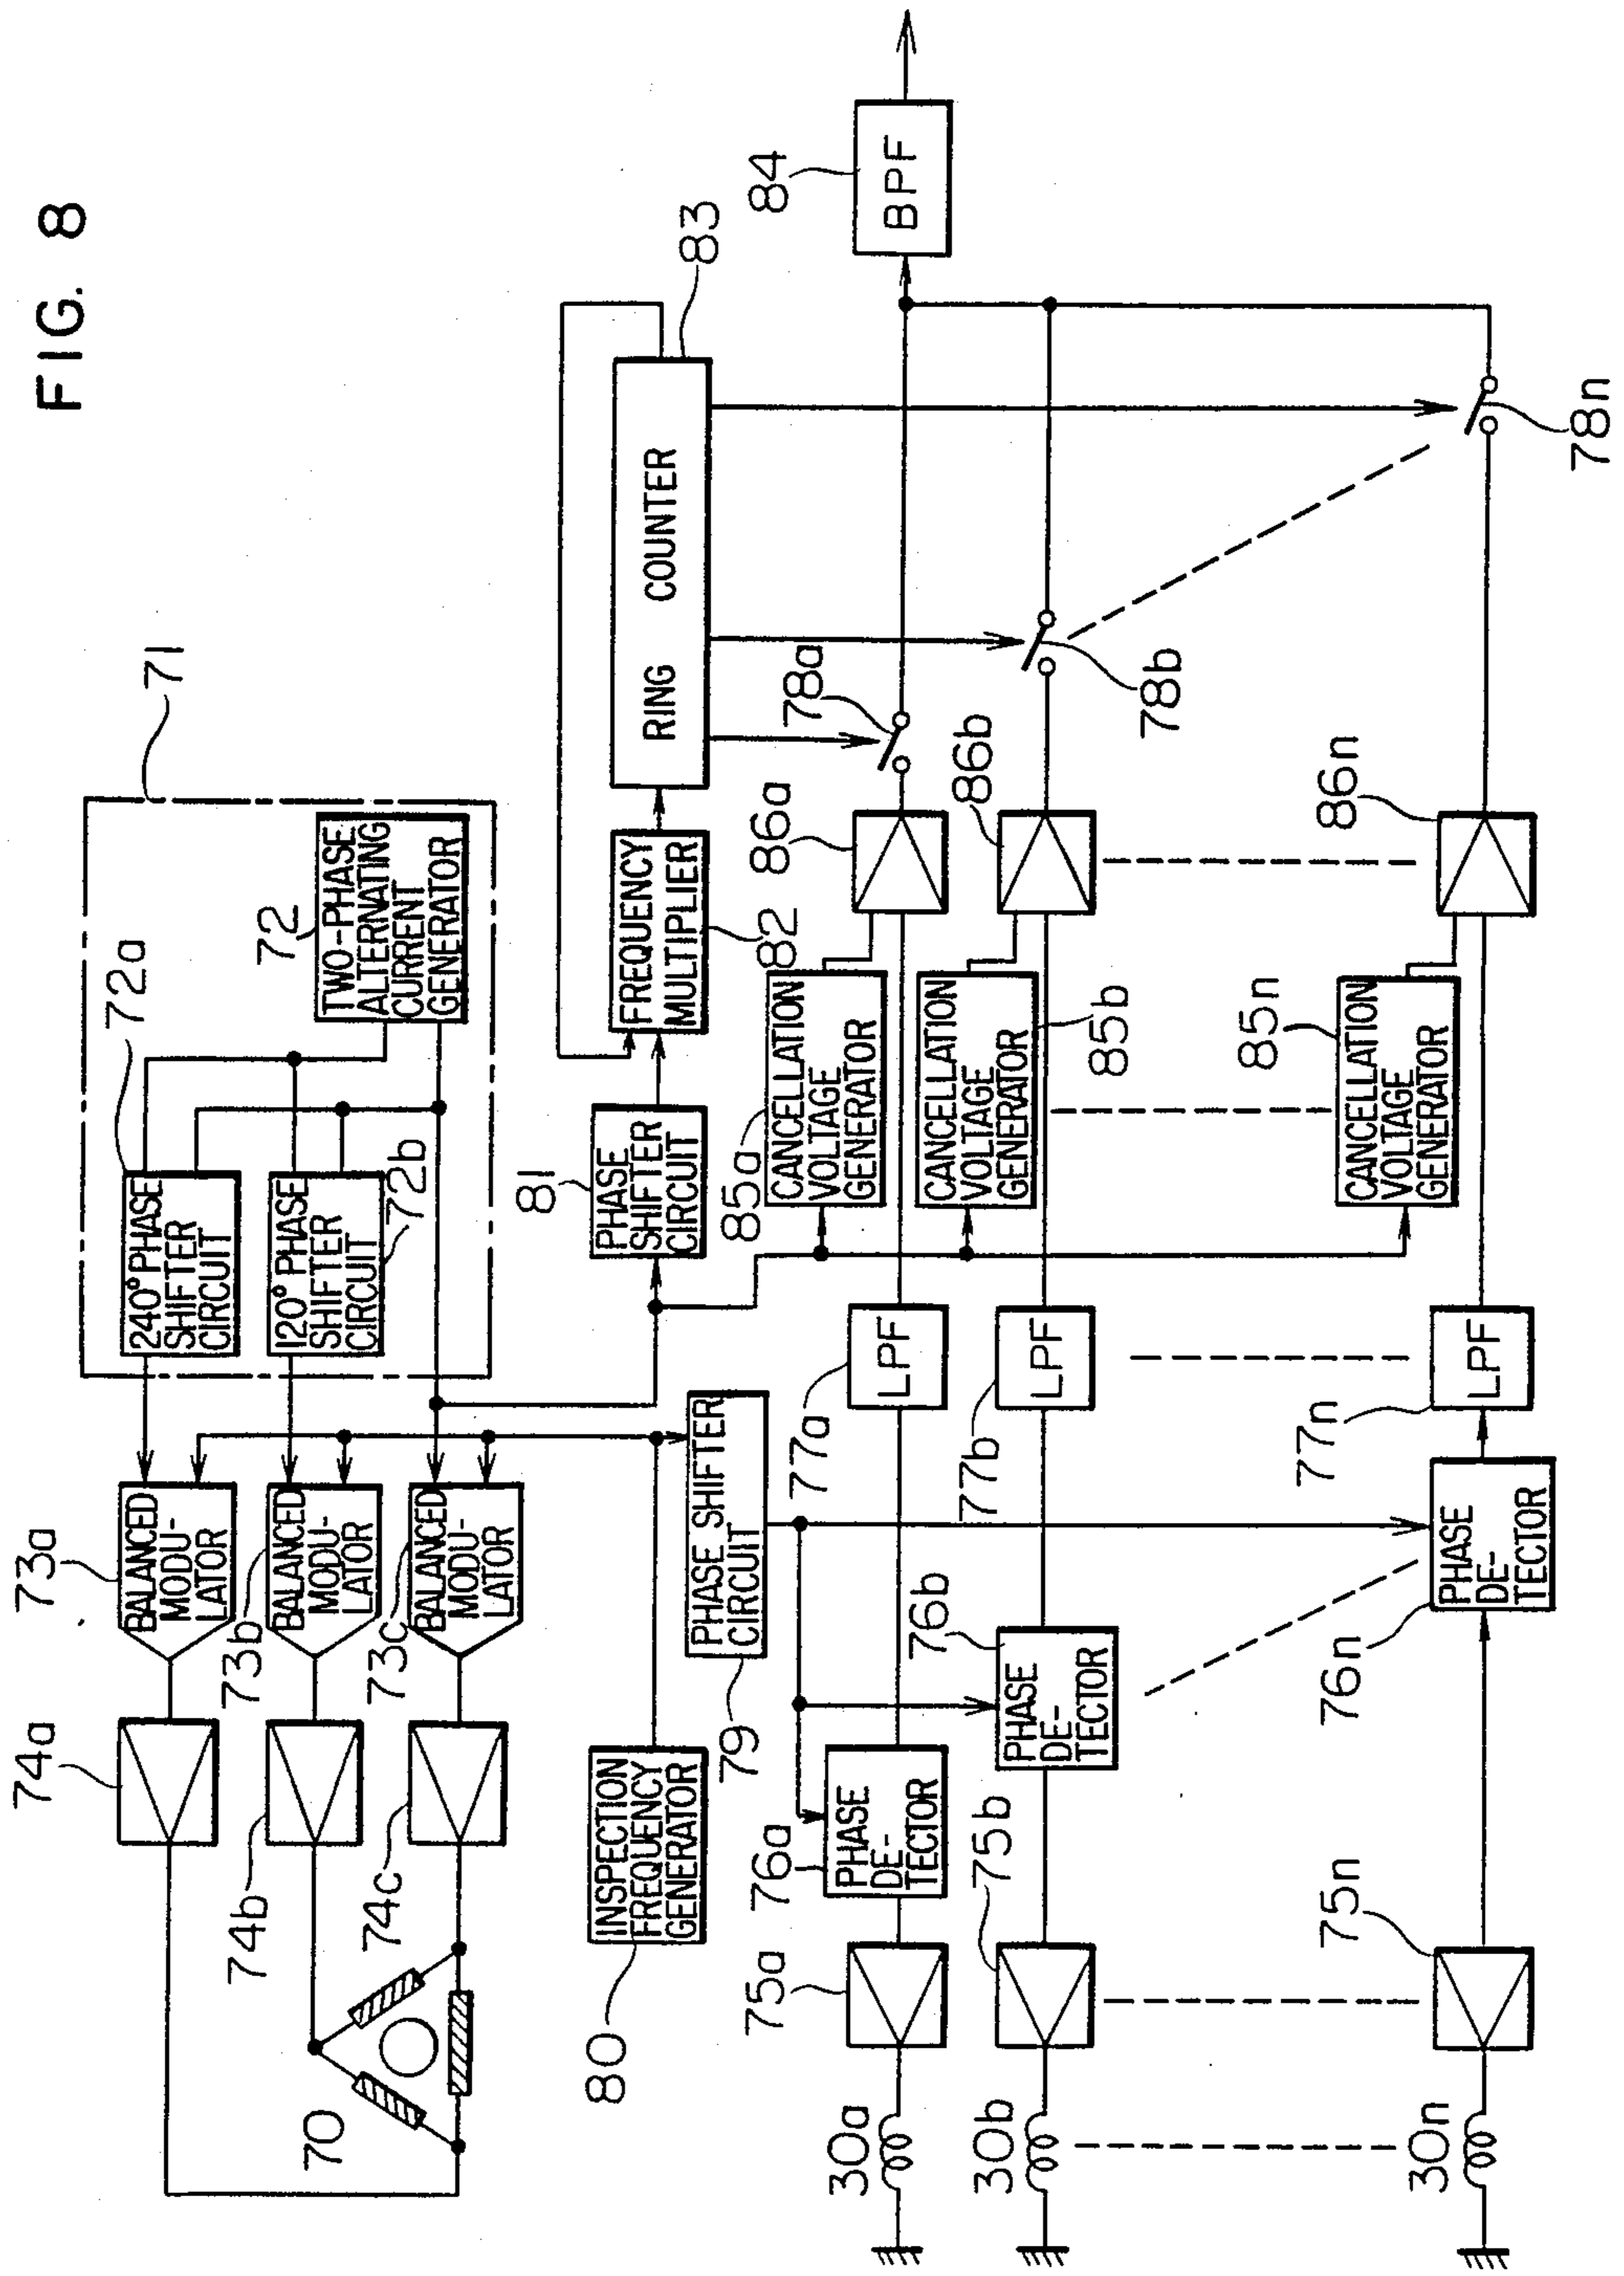 FIG. 8
71
72a
72
TWO-PHASE
ALTERNATING
CURRENT
GENERATOR
240° PHASE
SHIFTER
CIRCUIT
120° PHASE
SHIFTER
CIRCUIT
72b
73a
BALANCED
MODU-
LATOR
73b
BALANCED
MODU-
LATOR
73c
BALANCED
MODU-
LATOR
74a
74b
74c
70
80
INSPECTION
FREQUENCY
GENERATOR
79
PHASE SHIFTER
CIRCUIT
81
PHASE
SHIFTER
CIRCUIT
FREQUENCY
MULTIPLIER
82
RING COUNTER
83
84
BPF
30a
75a
76a
PHASE
DE-
TECTOR
77a
LPF
85a
CANCELLATION
VOLTAGE
GENERATOR
86a
78a
30b
75b
76b
PHASE
DE-
TECTOR
77b
LPF
CANCELLATION
VOLTAGE
GENERATOR
85b
86b
78b
30n
75n
76n
PHASE
DE-
TECTOR
77n
LPF
85n
CANCELLATION
VOLTAGE
GENERATOR
86n
78n